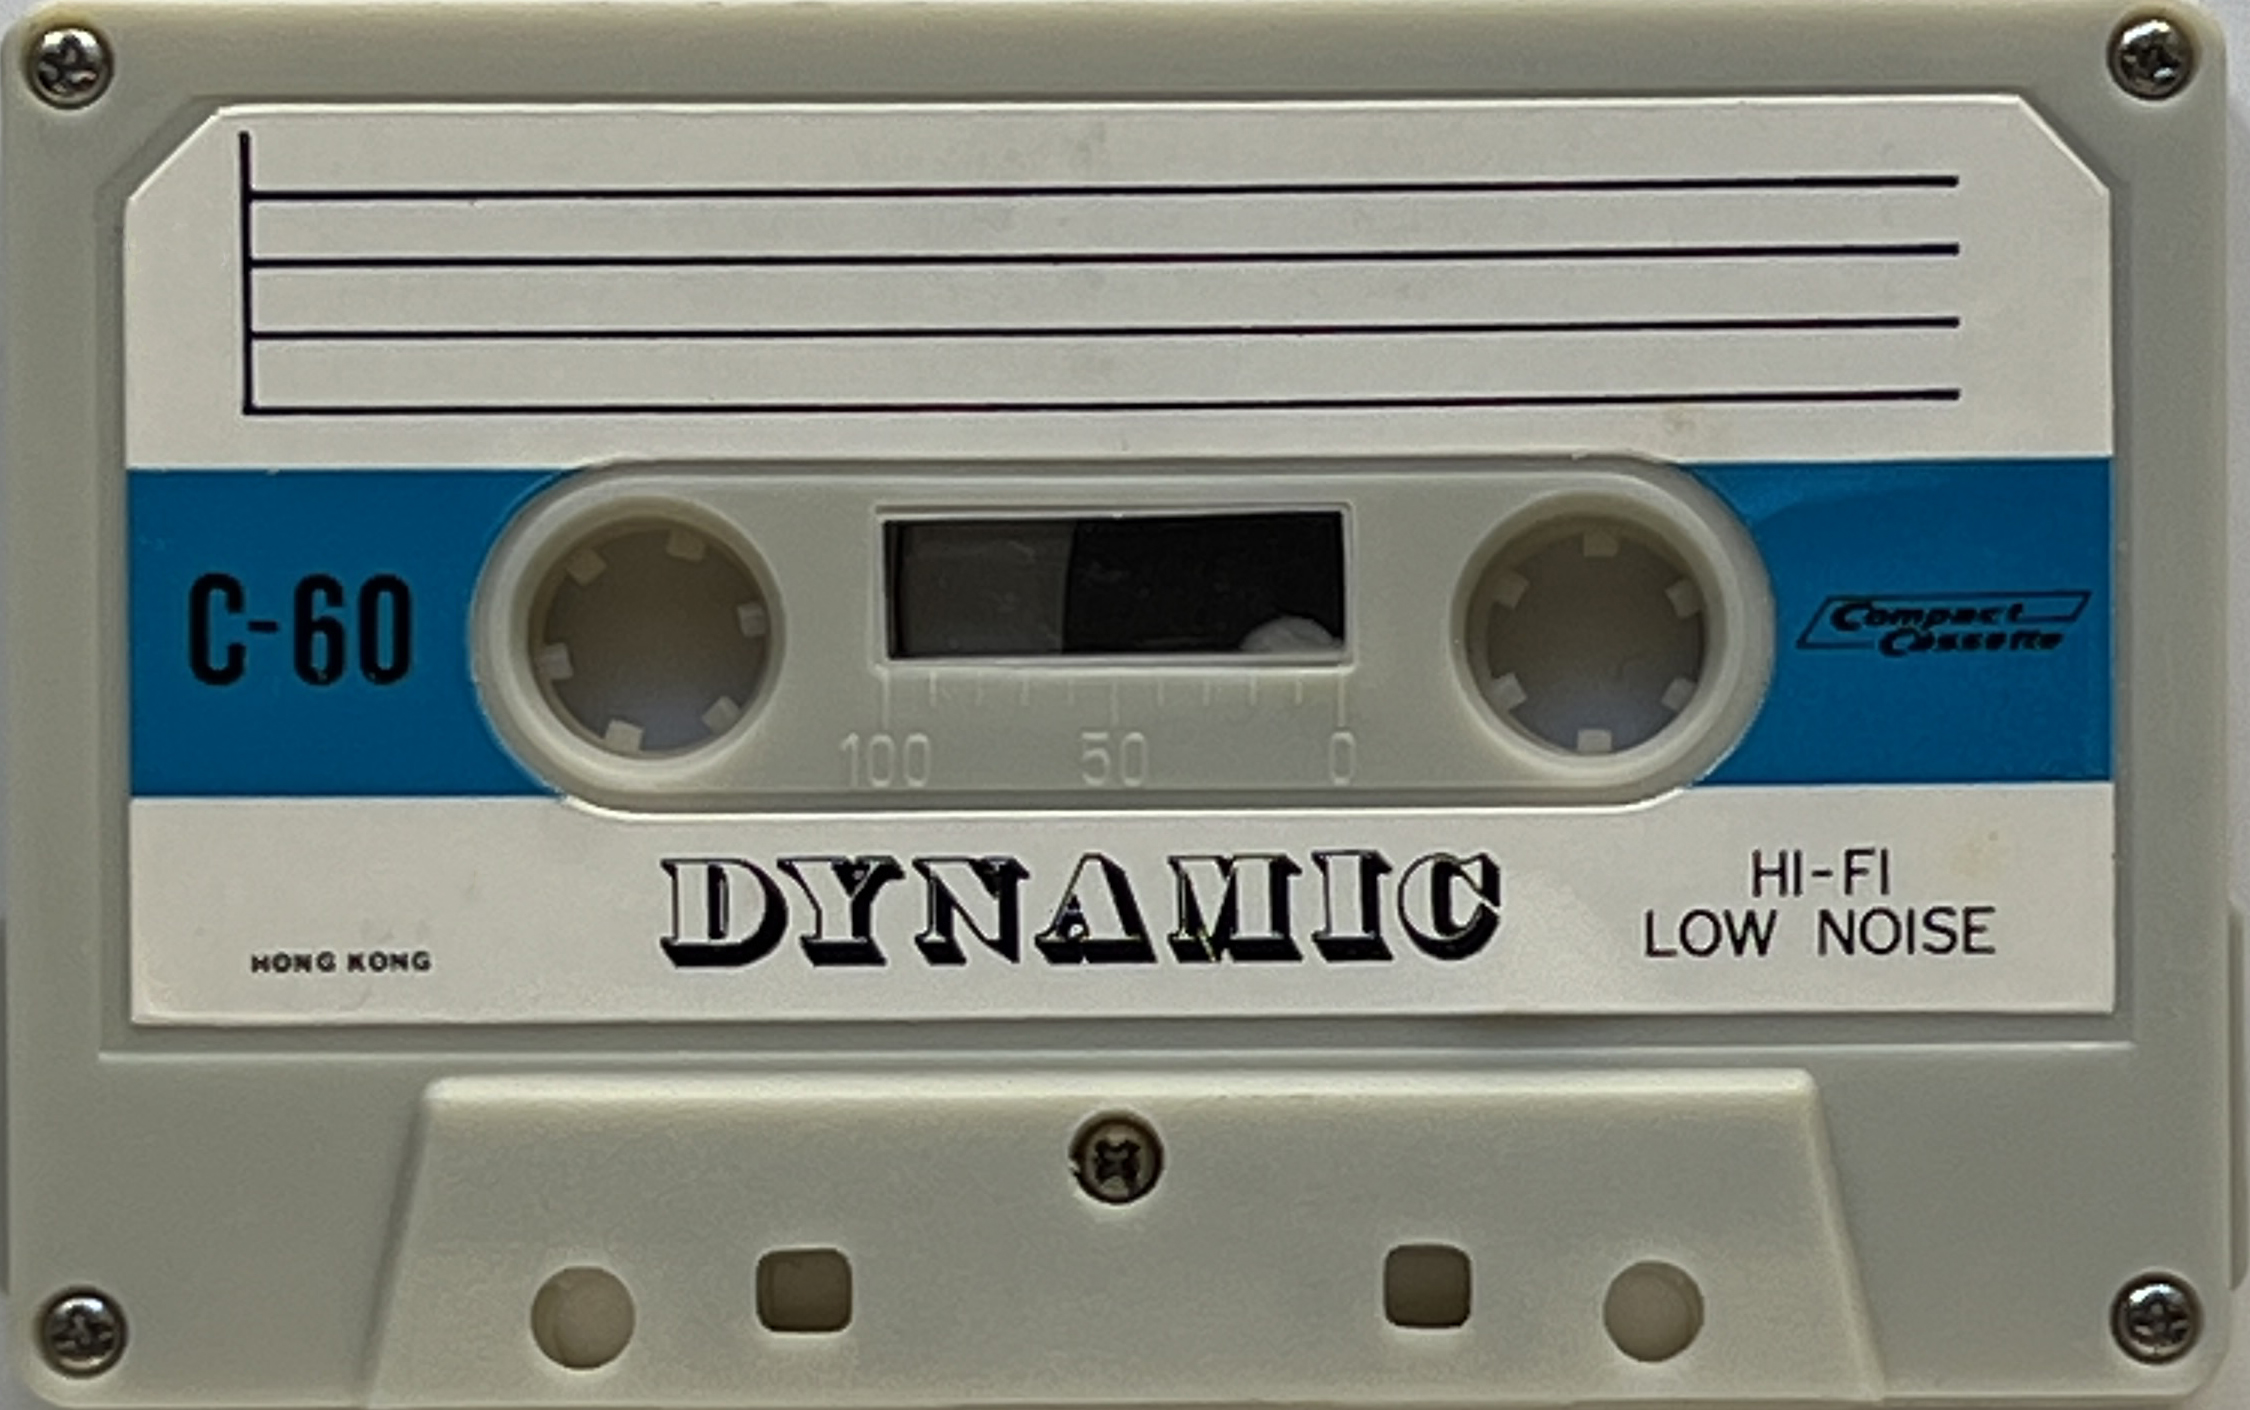 C-60
Compact
Cassette
100 50 0
DYNAMIC
HI-FI
LOW NOISE
HONG KONG